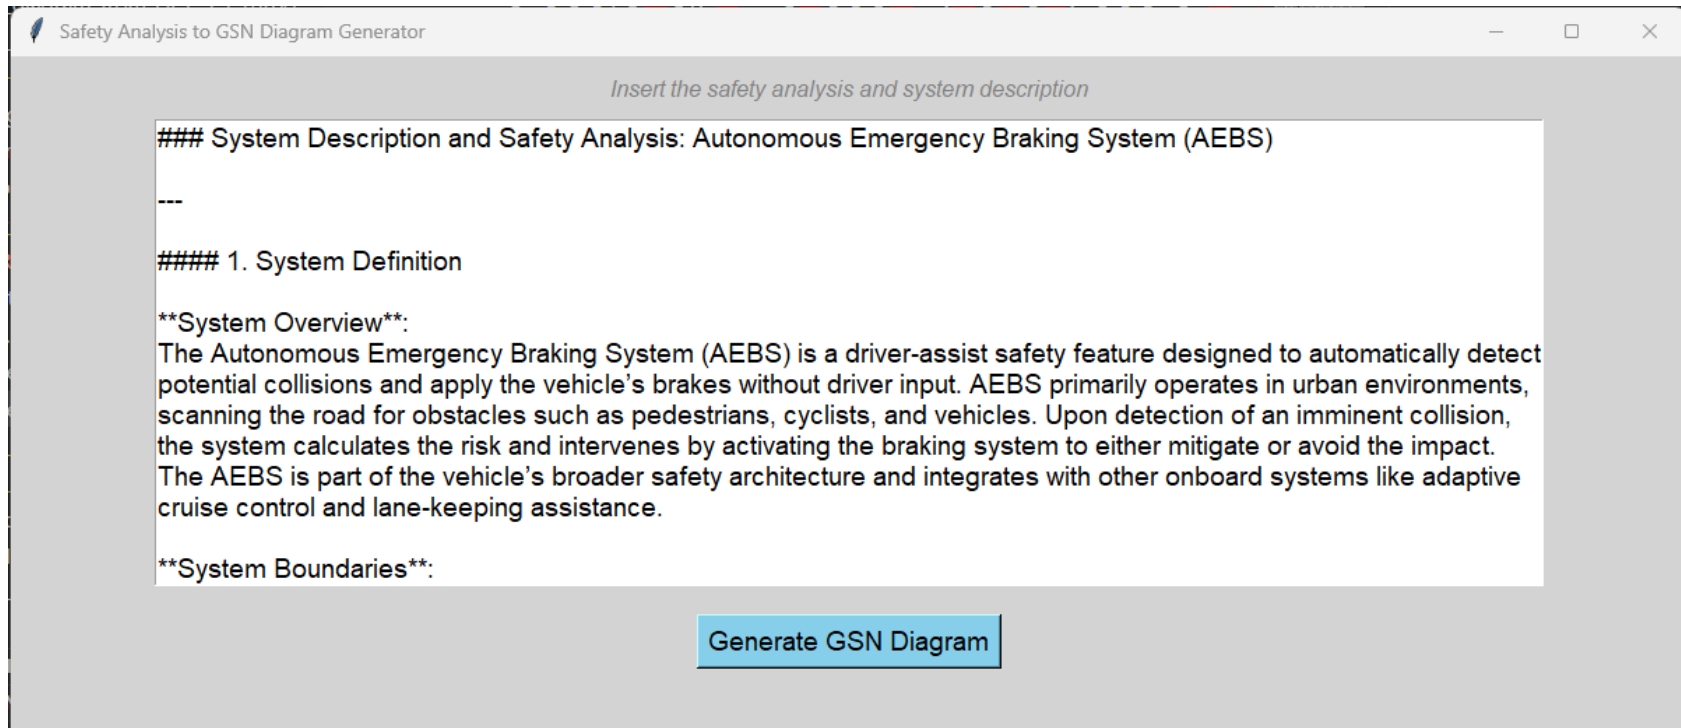 Safety Analysis to GSN Diagram Generator
Insert the safety analysis and system description
### System Description and Safety Analysis: Autonomous Emergency Braking System (AEBS)
---
#### 1. System Definition
**System Overview**:
The Autonomous Emergency Braking System (AEBS) is a driver-assist safety feature designed to automatically detect
potential collisions and apply the vehicle’s brakes without driver input. AEBS primarily operates in urban environments,
scanning the road for obstacles such as pedestrians, cyclists, and vehicles. Upon detection of an imminent collision,
the system calculates the risk and intervenes by activating the braking system to either mitigate or avoid the impact.
The AEBS is part of the vehicle’s broader safety architecture and integrates with other onboard systems like adaptive
cruise control and lane-keeping assistance.
**System Boundaries**:
Generate GSN Diagram